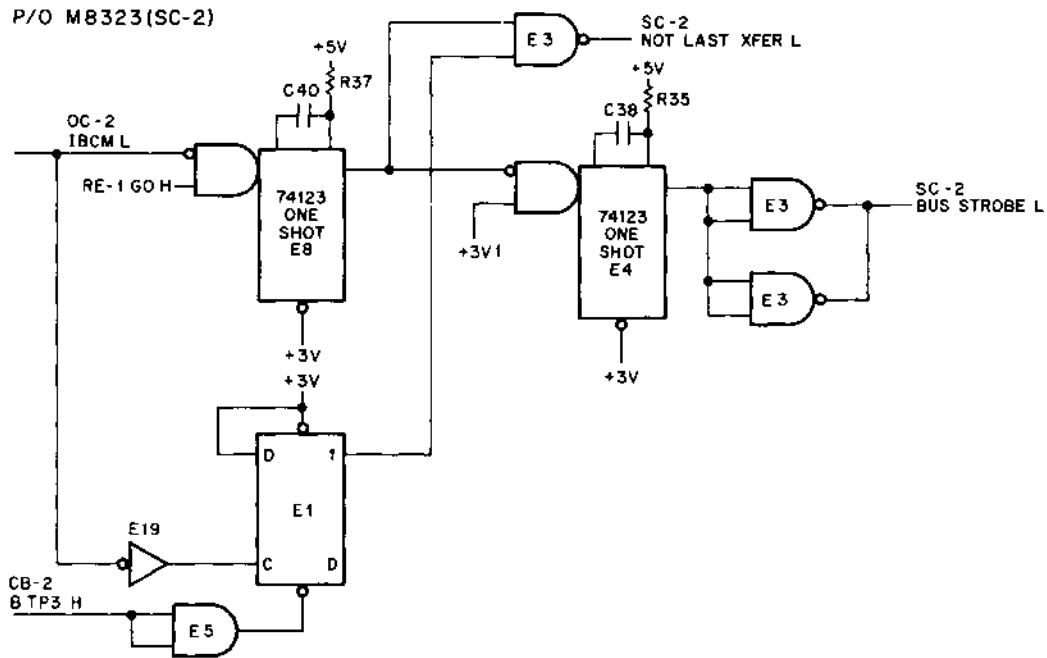 P/O M8323(SC-2)
E3
SC-2
NOT LAST XFER L
+5V
R37
C40
+5V
R35
C38
OC-2
IBCM L
RE-1 GO H
74123
ONE
SHOT
E8
+3V1
74123
ONE
SHOT
E4
E3
SC-2
BUS STROBE L
E3
+3V
+3V
+3V
D
1
E1
E19
C
D
CB-2
8 TP3 H
E5